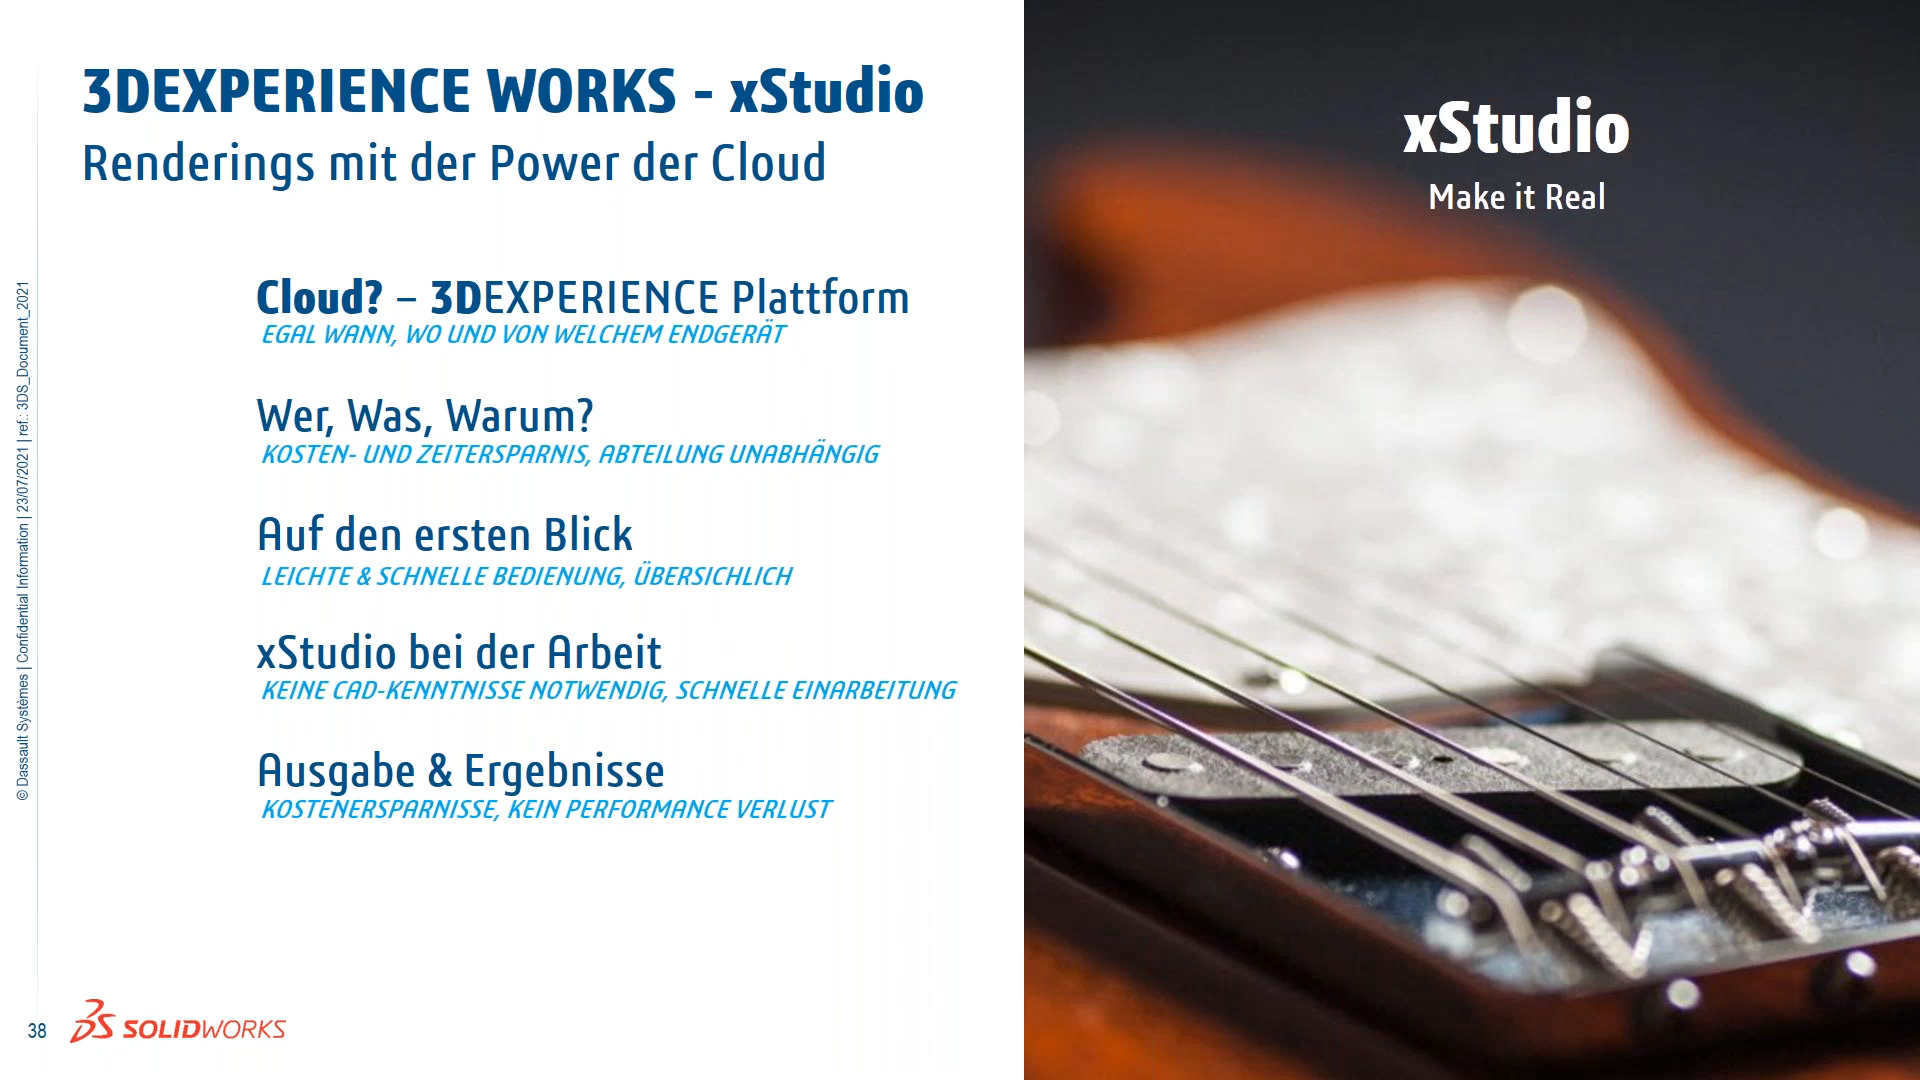 3DEXPERIENCE WORKS - xStudio
Renderings mit der Power der Cloud
Cloud? – 3DEXPERIENCE Plattform
EGAL WANN, WO UND VON WELCHEM ENDGERÄT
Wer, Was, Warum?
KOSTEN- UND ZEITERSPARNIS, ABTEILUNG UNABHÄNGIG
Auf den ersten Blick
LEICHTE & SCHNELLE BEDIENUNG, ÜBERSICHLICH
xStudio bei der Arbeit
KEINE CAD-KENNTNISSE NOTWENDIG, SCHNELLE EINARBEITUNG
Ausgabe & Ergebnisse
KOSTENERSPARNISSE, KEIN PERFORMANCE VERLUST
xStudio
Make it Real
© Dassault Systèmes | Confidential Information | 23/07/2021 | ref.: 3DS_Document_2021
38
3DS SOLIDWORKS